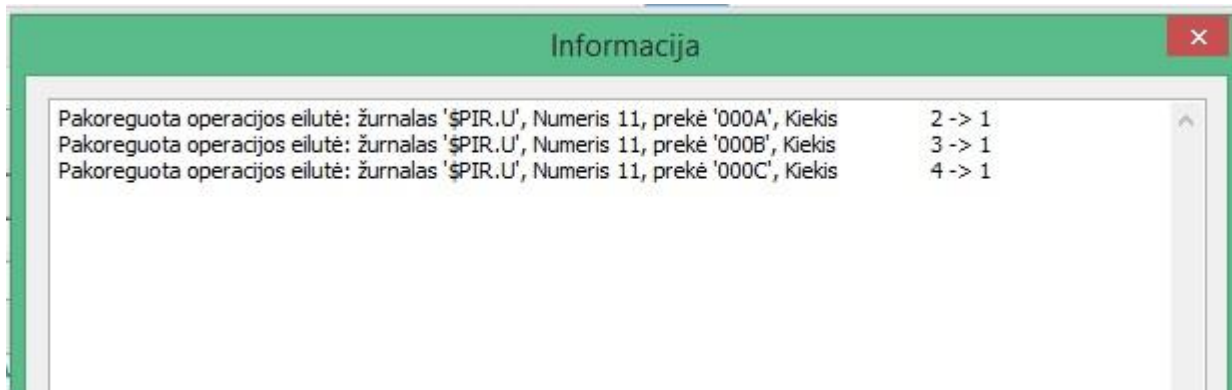 Informacija
Pakoreguota operacijos eilutė: žurnalas '$PIR.U', Numeris 11, prekė '000A', Kiekis 2 -> 1
Pakoreguota operacijos eilutė: žurnalas '$PIR.U', Numeris 11, prekė '000B', Kiekis 3 -> 1
Pakoreguota operacijos eilutė: žurnalas '$PIR.U', Numeris 11, prekė '000C', Kiekis 4 -> 1